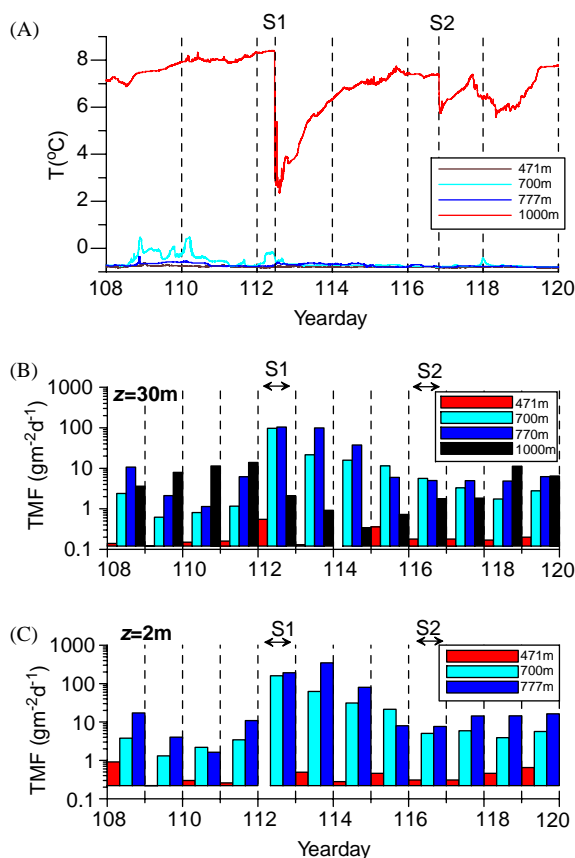 (A)
S1 S2
8
6
4
2
0
T(°C)
471m
700m
777m
1000m
108 110 112 114 116 118 120
Yearday
(B)
S1 S2
z=30m
1000
100
10
1
0.1
TMF (gm-2d-1)
471m
700m
770m
1000m
108 110 112 114 116 118 120
(C)
S1 S2
z=2m
1000
100
10
1
0.1
TMF (gm-2d-1)
471m
700m
777m
108 110 112 114 116 118 120
Yearday